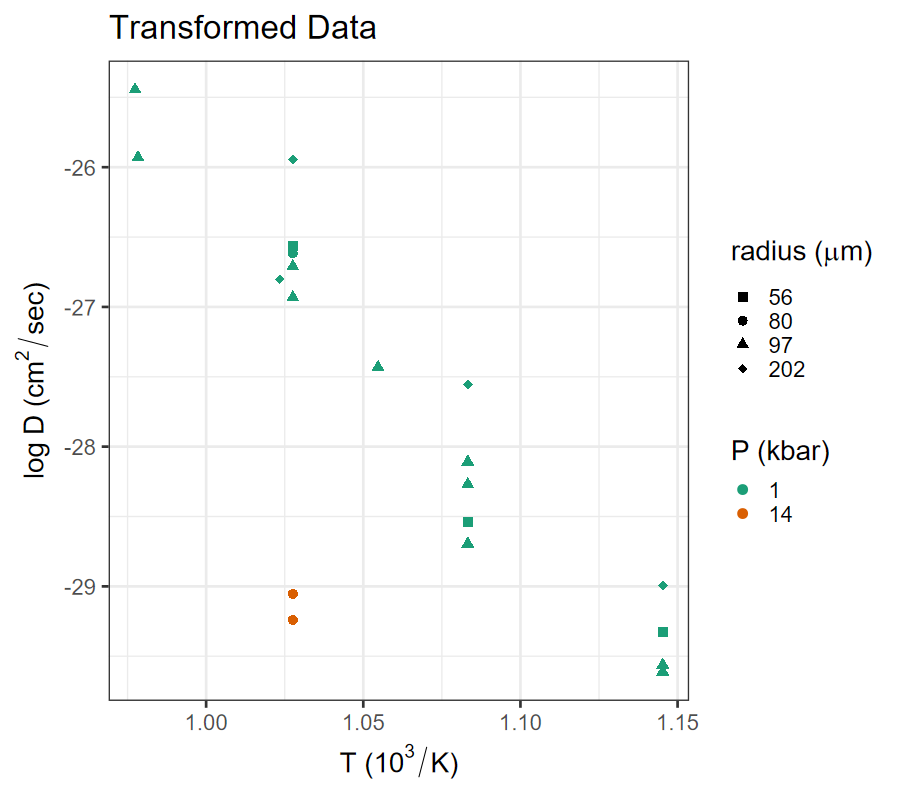 Transformed Data
log D (cm²/sec)
-26
-27
-28
-29
1.00
1.05
1.10
1.15
T (10³/K)
radius (μm)
56
80
97
202
P (kbar)
1
14